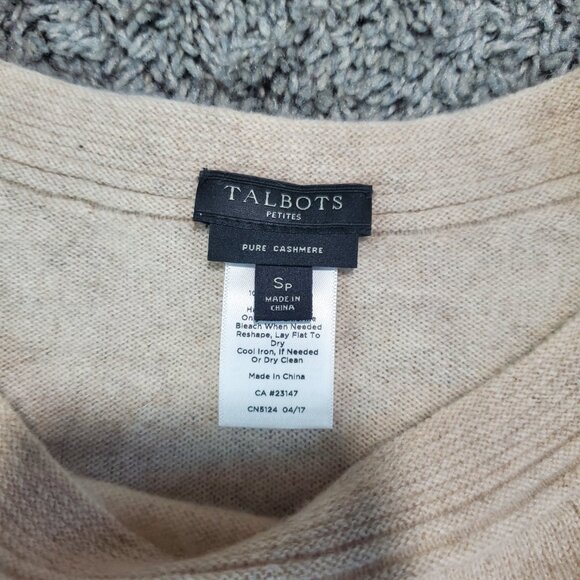 TALBOTS
PETITES
PURE CASHMERE
SP
MADE IN
CHINA
Bleach When Needed
Reshape, Lay Flat To
Dry
Cool Iron, If Needed
Or Dry Clean
Made In China
CA #23147
CN5124 04/17